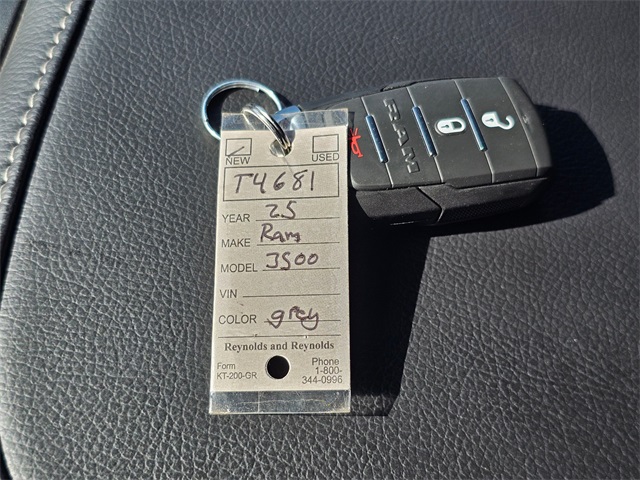 NEW USED
T4681
YEAR 25
MAKE Ram
MODEL 3500
VIN
COLOR grey
Reynolds and Reynolds
Form
KT-200-GR
Phone
1-800-
344-0996
RAM